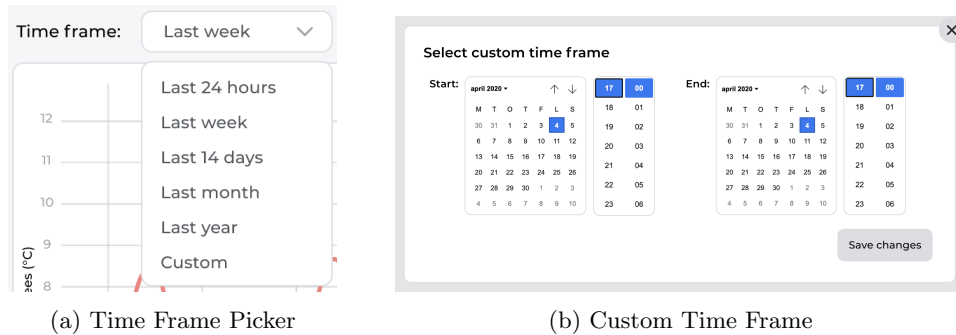 Time frame: Last week
Last 24 hours
Last week
Last 14 days
Last month
Last year
Custom
12
11
10
9
8
ees (°C)
(a) Time Frame Picker
Select custom time frame
Start:
april 2020
M T O T F L S
30 31 1 2 3 4 5
6 7 8 9 10 11 12
13 14 15 16 17 18 19
20 21 22 23 24 25 26
27 28 29 30 1 2 3
4 5 6 7 8 9 10
17 00
18 01
19 02
20 03
21 04
22 05
23 06
End:
april 2020
M T O T F L S
30 31 1 2 3 4 5
6 7 8 9 10 11 12
13 14 15 16 17 18 19
20 21 22 23 24 25 26
27 28 29 30 1 2 3
4 5 6 7 8 9 10
17 00
18 01
19 02
20 03
21 04
22 05
23 06
Save changes
(b) Custom Time Frame